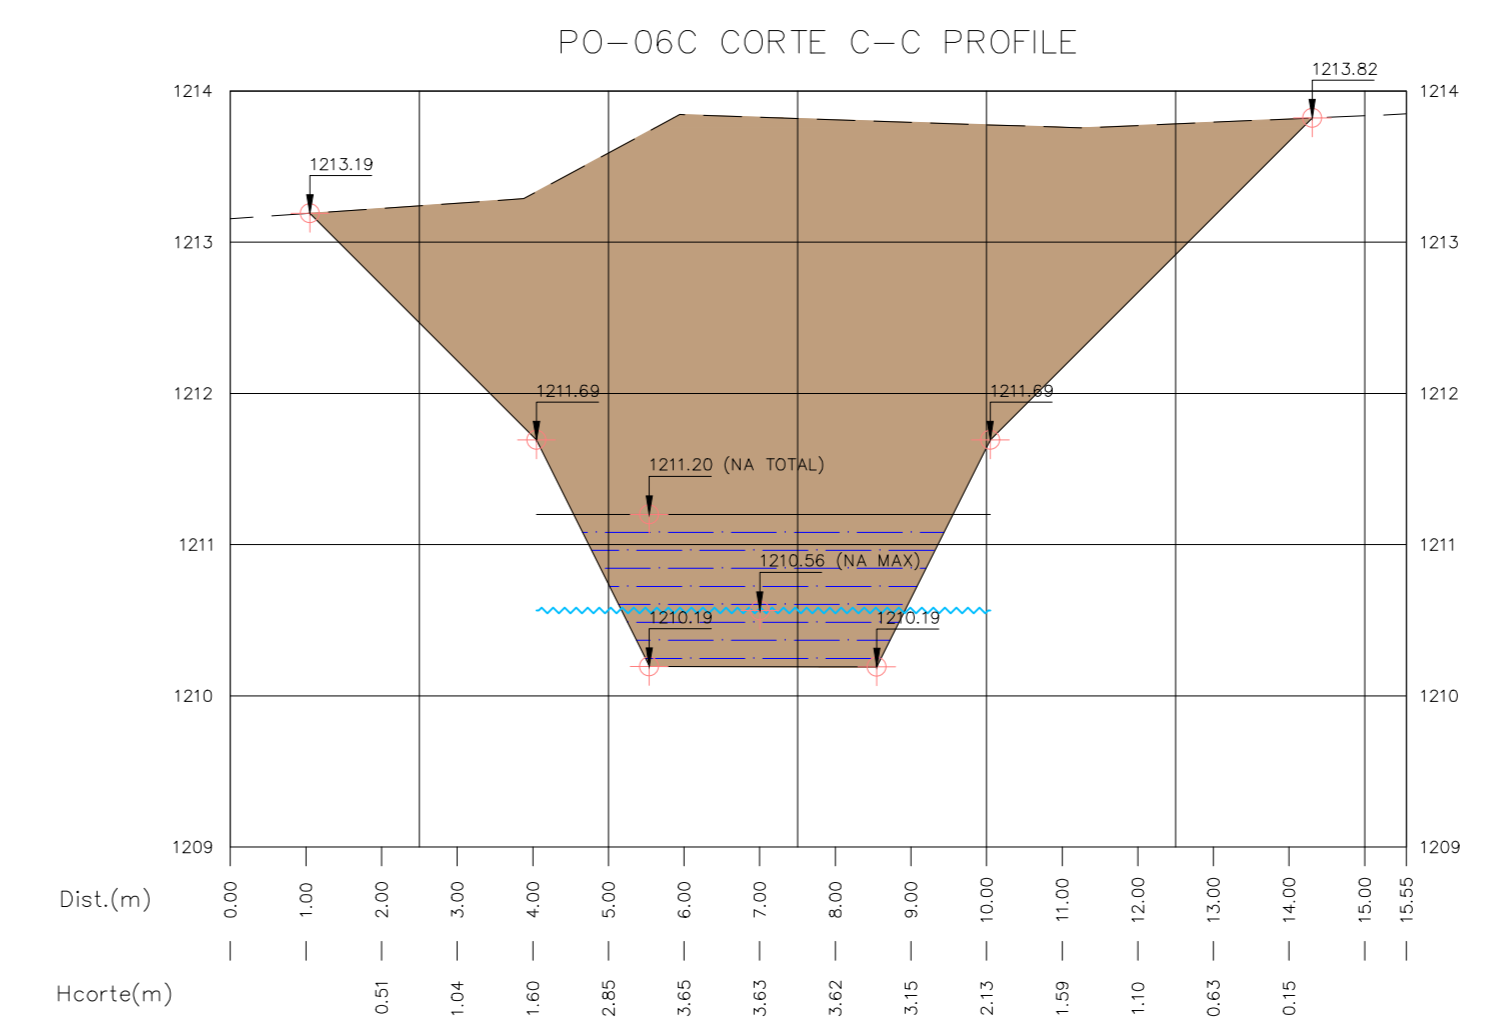 PO-06C CORTE C-C PROFILE
1213.82
1214 1214
1213.19
1213 1213
1212 1212
1211.69 1211.69
1211.20 (NA TOTAL)
1211 1211
1210.56 (NA MAX)
1210.19 1210.19
1210 1210
1209 1209
Dist.(m) 0.00 1.00 2.00 3.00 4.00 5.00 6.00 7.00 8.00 9.00 10.00 11.00 12.00 13.00 14.00 15.00 15.55
Hcorte(m) 0.51 1.04 1.60 2.85 3.65 3.63 3.62 3.15 2.13 1.59 1.10 0.63 0.15